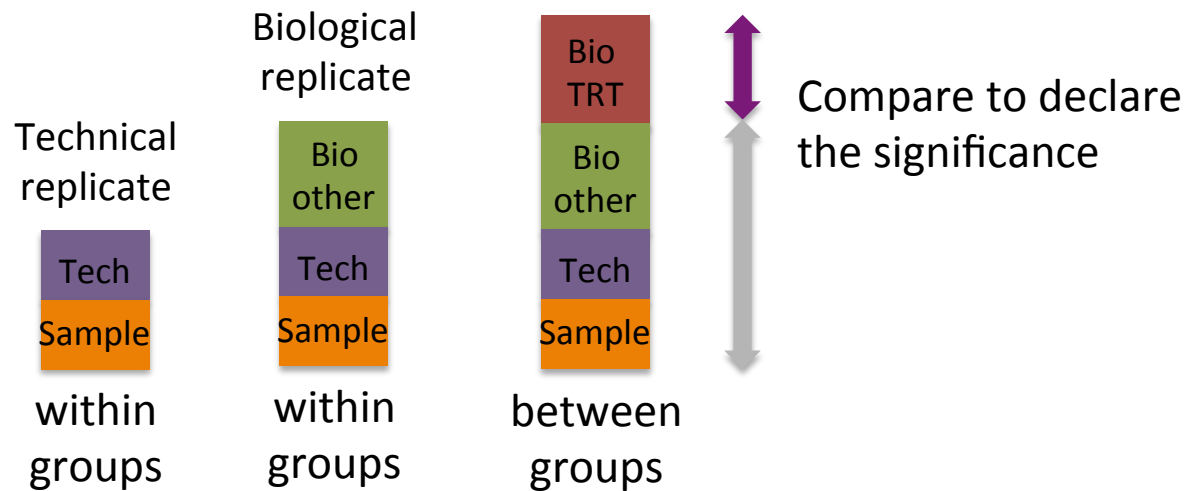 Technical
replicate
Tech
Sample
within
groups
Biological
replicate
Bio
other
Tech
Sample
within
groups
Bio
TRT
Bio
other
Tech
Sample
between
groups
Compare to declare
the significance